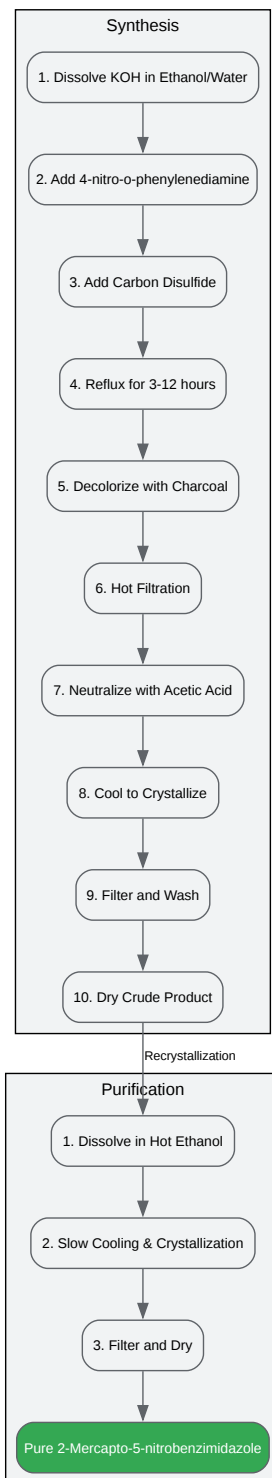 Synthesis
1. Dissolve KOH in Ethanol/Water
2. Add 4-nitro-o-phenylenediamine
3. Add Carbon Disulfide
4. Reflux for 3-12 hours
5. Decolorize with Charcoal
6. Hot Filtration
7. Neutralize with Acetic Acid
8. Cool to Crystallize
9. Filter and Wash
10. Dry Crude Product
Recrystallization
Purification
1. Dissolve in Hot Ethanol
2. Slow Cooling & Crystallization
3. Filter and Dry
Pure 2-Mercapto-5-nitrobenzimidazole